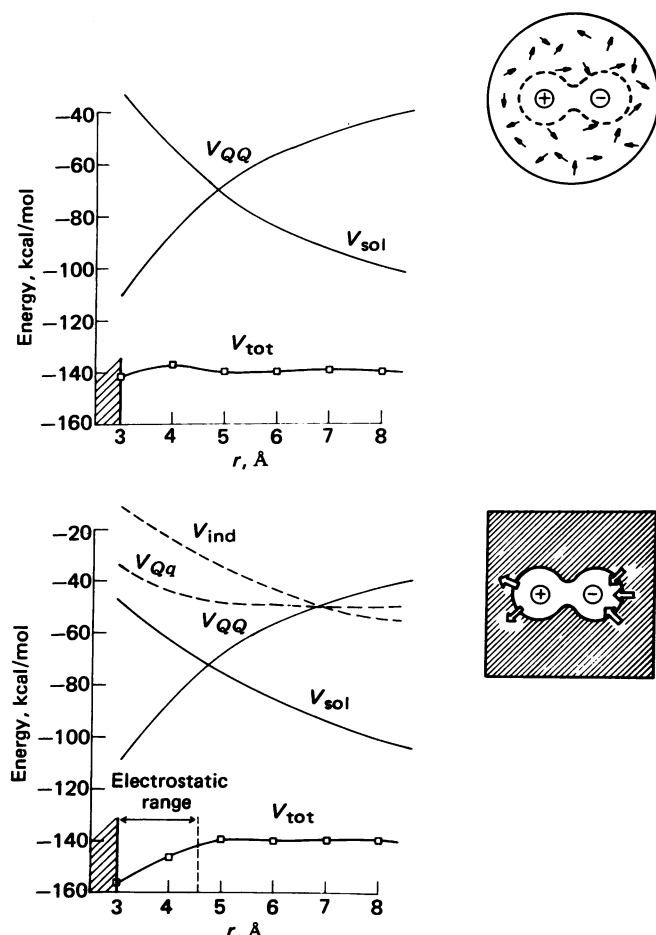 −40
−60
−80
−100
−120
−140
−160
Energy, kcal/mol
V_QQ
V_sol
V_tot
3 4 5 6 7 8
r, Å
+ −
−20
−40
−60
−80
−100
−120
−140
−160
Energy, kcal/mol
V_ind
V_Qq
V_QQ
V_sol
Electrostatic
range
V_tot
3 4 5 6 7 8
r, Å
+ −